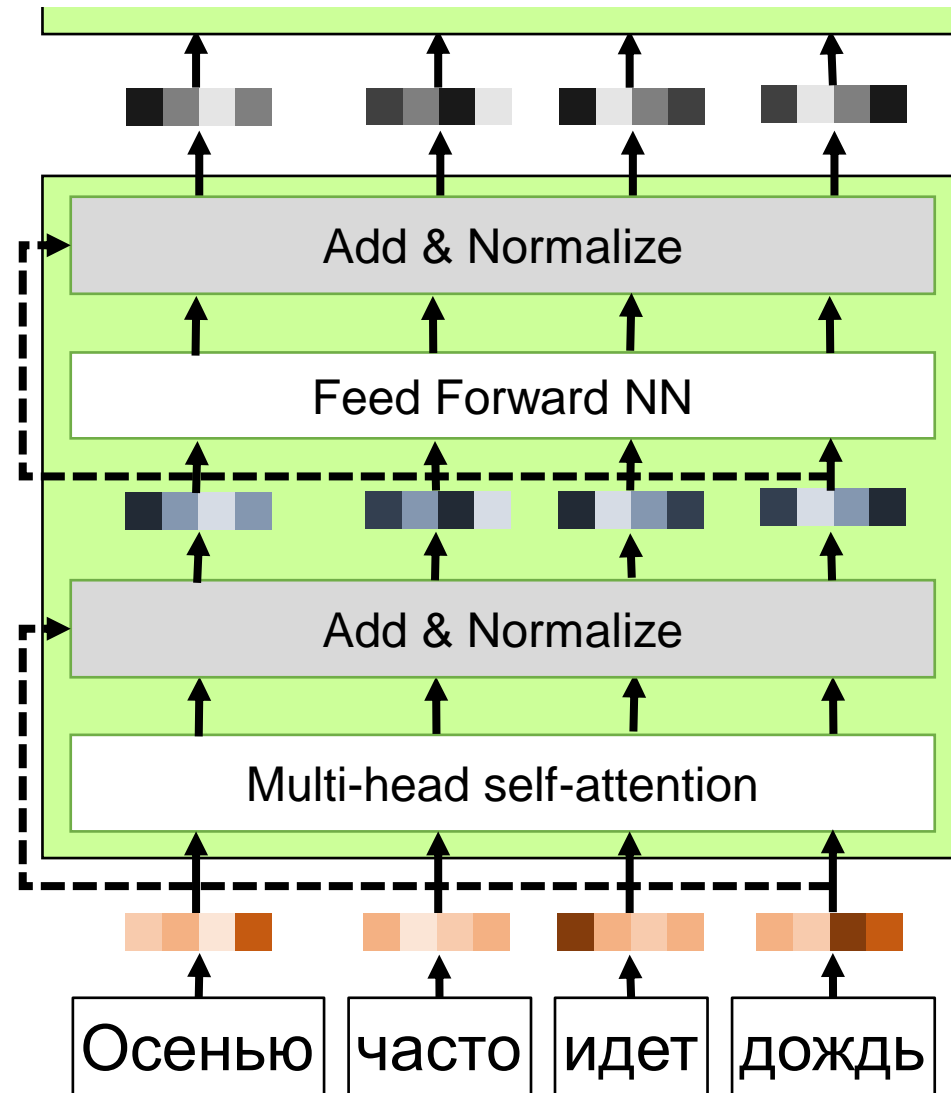 Add & Normalize
Feed Forward NN
Add & Normalize
Multi-head self-attention
Осенью часто идет дождь